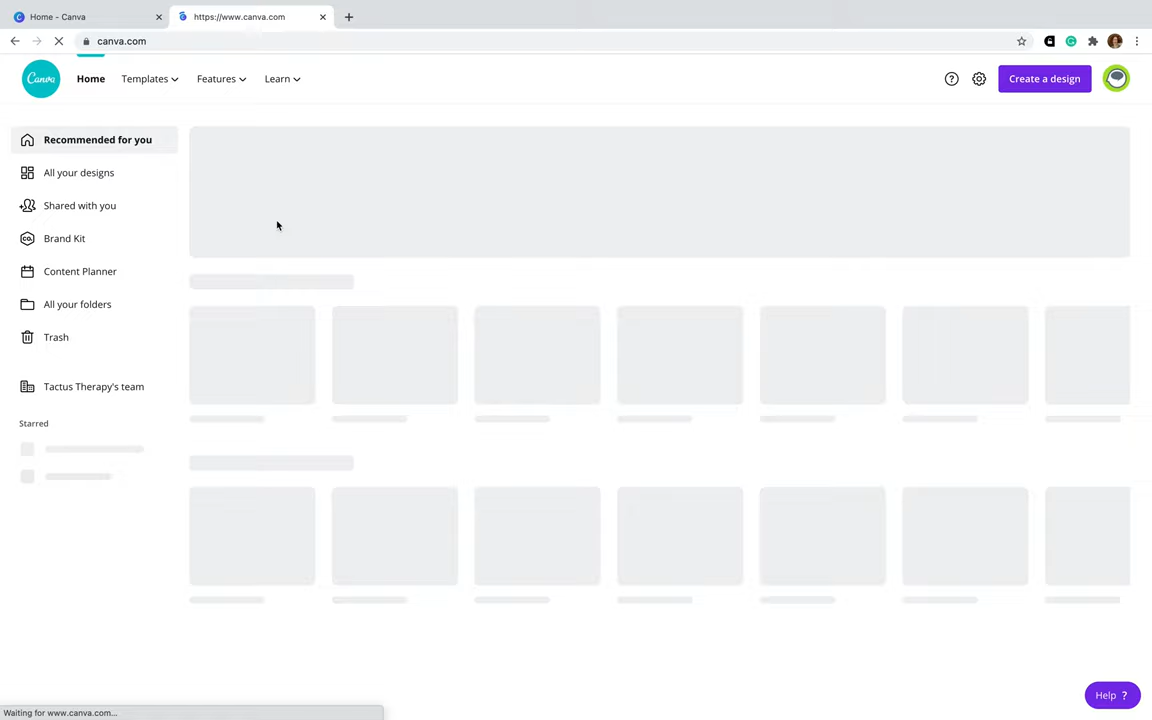 Home - Canva
https://www.canva.com
canva.com
Canva
Home
Templates
Features
Learn
Create a design
Recommended for you
All your designs
Shared with you
CO.
Brand Kit
Content Planner
All your folders
Trash
Tactus Therapy's team
Starred
Help ?
Waiting for www.canva.com...